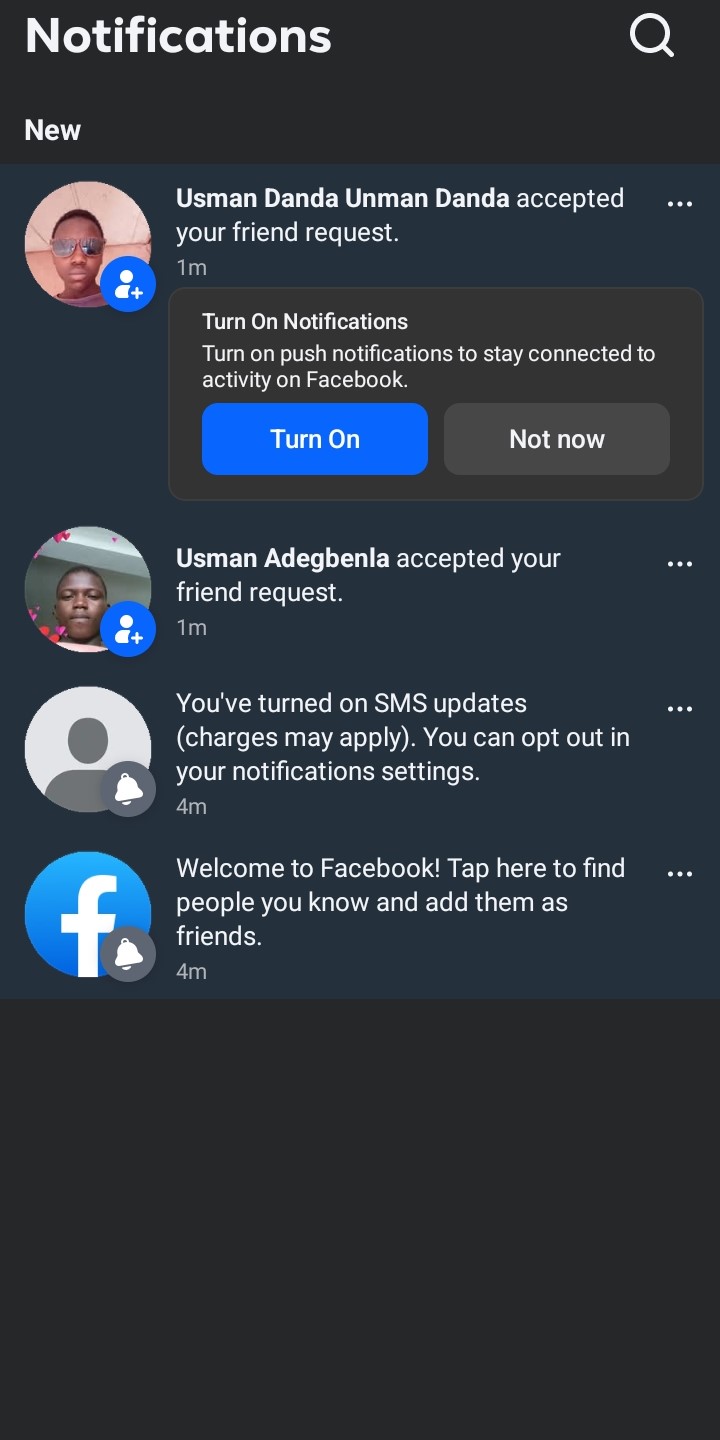 Notifications
New
Usman Danda Unman Danda accepted
your friend request.
1m
Turn On Notifications
Turn on push notifications to stay connected to
activity on Facebook.
Turn On
Not now
Usman Adegbenla accepted your
friend request.
1m
You've turned on SMS updates
(charges may apply). You can opt out in
your notifications settings.
4m
Welcome to Facebook! Tap here to find
people you know and add them as
friends.
4m